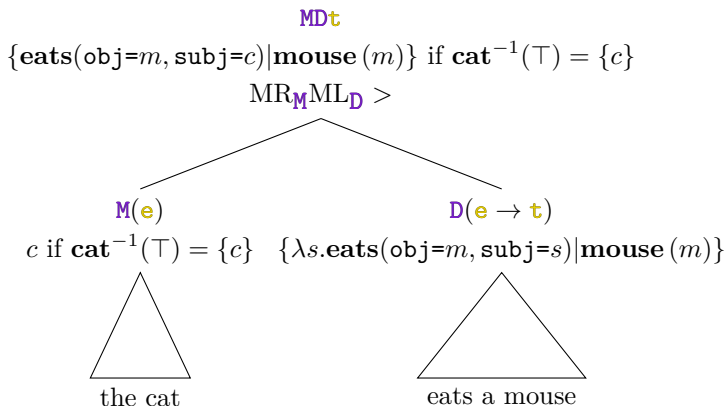 MDt
{eats(obj=m, subj=c)|mouse (m)} if cat⁻¹(⊤) = {c}
MR_M ML_D >
M(e) D(e → t)
c if cat⁻¹(⊤) = {c} {λs.eats(obj=m, subj=s)|mouse (m)}
the cat eats a mouse